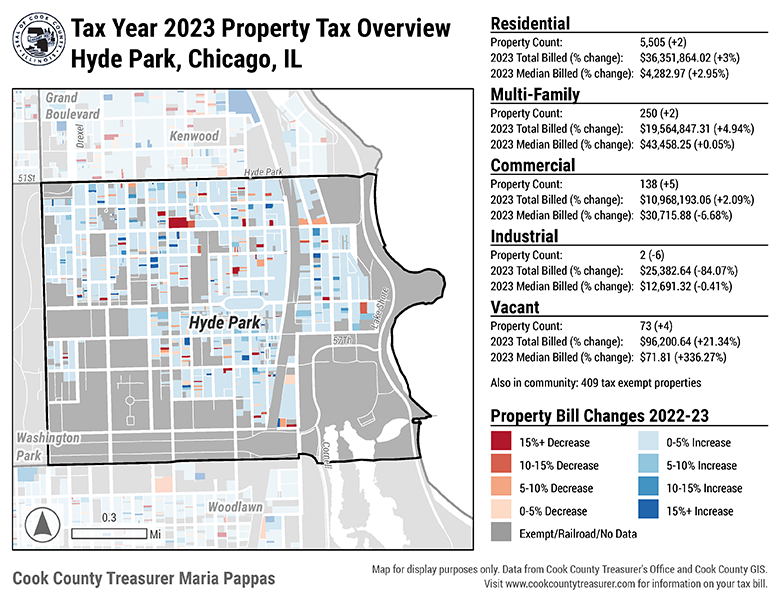 SEAL OF COOK COUNTY
ILLINOIS
Tax Year 2023 Property Tax Overview
Hyde Park, Chicago, IL
Grand
Boulevard
Drexel
Kenwood
51St
Hyde Park
Hyde Park
Lake Shore
57Th
Washington
Park
Cornell
Woodlawn
0.3
Mi
Residential
Property Count: 5,505 (+2)
2023 Total Billed (% change): $36,351,864.02 (+3%)
2023 Median Billed (% change): $4,282.97 (+2.95%)
Multi-Family
Property Count: 250 (+2)
2023 Total Billed (% change): $19,564,847.31 (+4.94%)
2023 Median Billed (% change): $43,458.25 (+0.05%)
Commercial
Property Count: 138 (+5)
2023 Total Billed (% change): $10,968,193.06 (+2.09%)
2023 Median Billed (% change): $30,715.88 (-6.68%)
Industrial
Property Count: 2 (-6)
2023 Total Billed (% change): $25,382.64 (-84.07%)
2023 Median Billed (% change): $12,691.32 (-0.41%)
Vacant
Property Count: 73 (+4)
2023 Total Billed (% change): $96,200.64 (+21.34%)
2023 Median Billed (% change): $71.81 (+336.27%)
Also in community: 409 tax exempt properties
Property Bill Changes 2022-23
15%+ Decrease
10-15% Decrease
5-10% Decrease
0-5% Decrease
0-5% Increase
5-10% Increase
10-15% Increase
15%+ Increase
Exempt/Railroad/No Data
Cook County Treasurer Maria Pappas
Map for display purposes only. Data from Cook County Treasurer's Office and Cook County GIS.
Visit www.cookcountytreasurer.com for information on your tax bill.